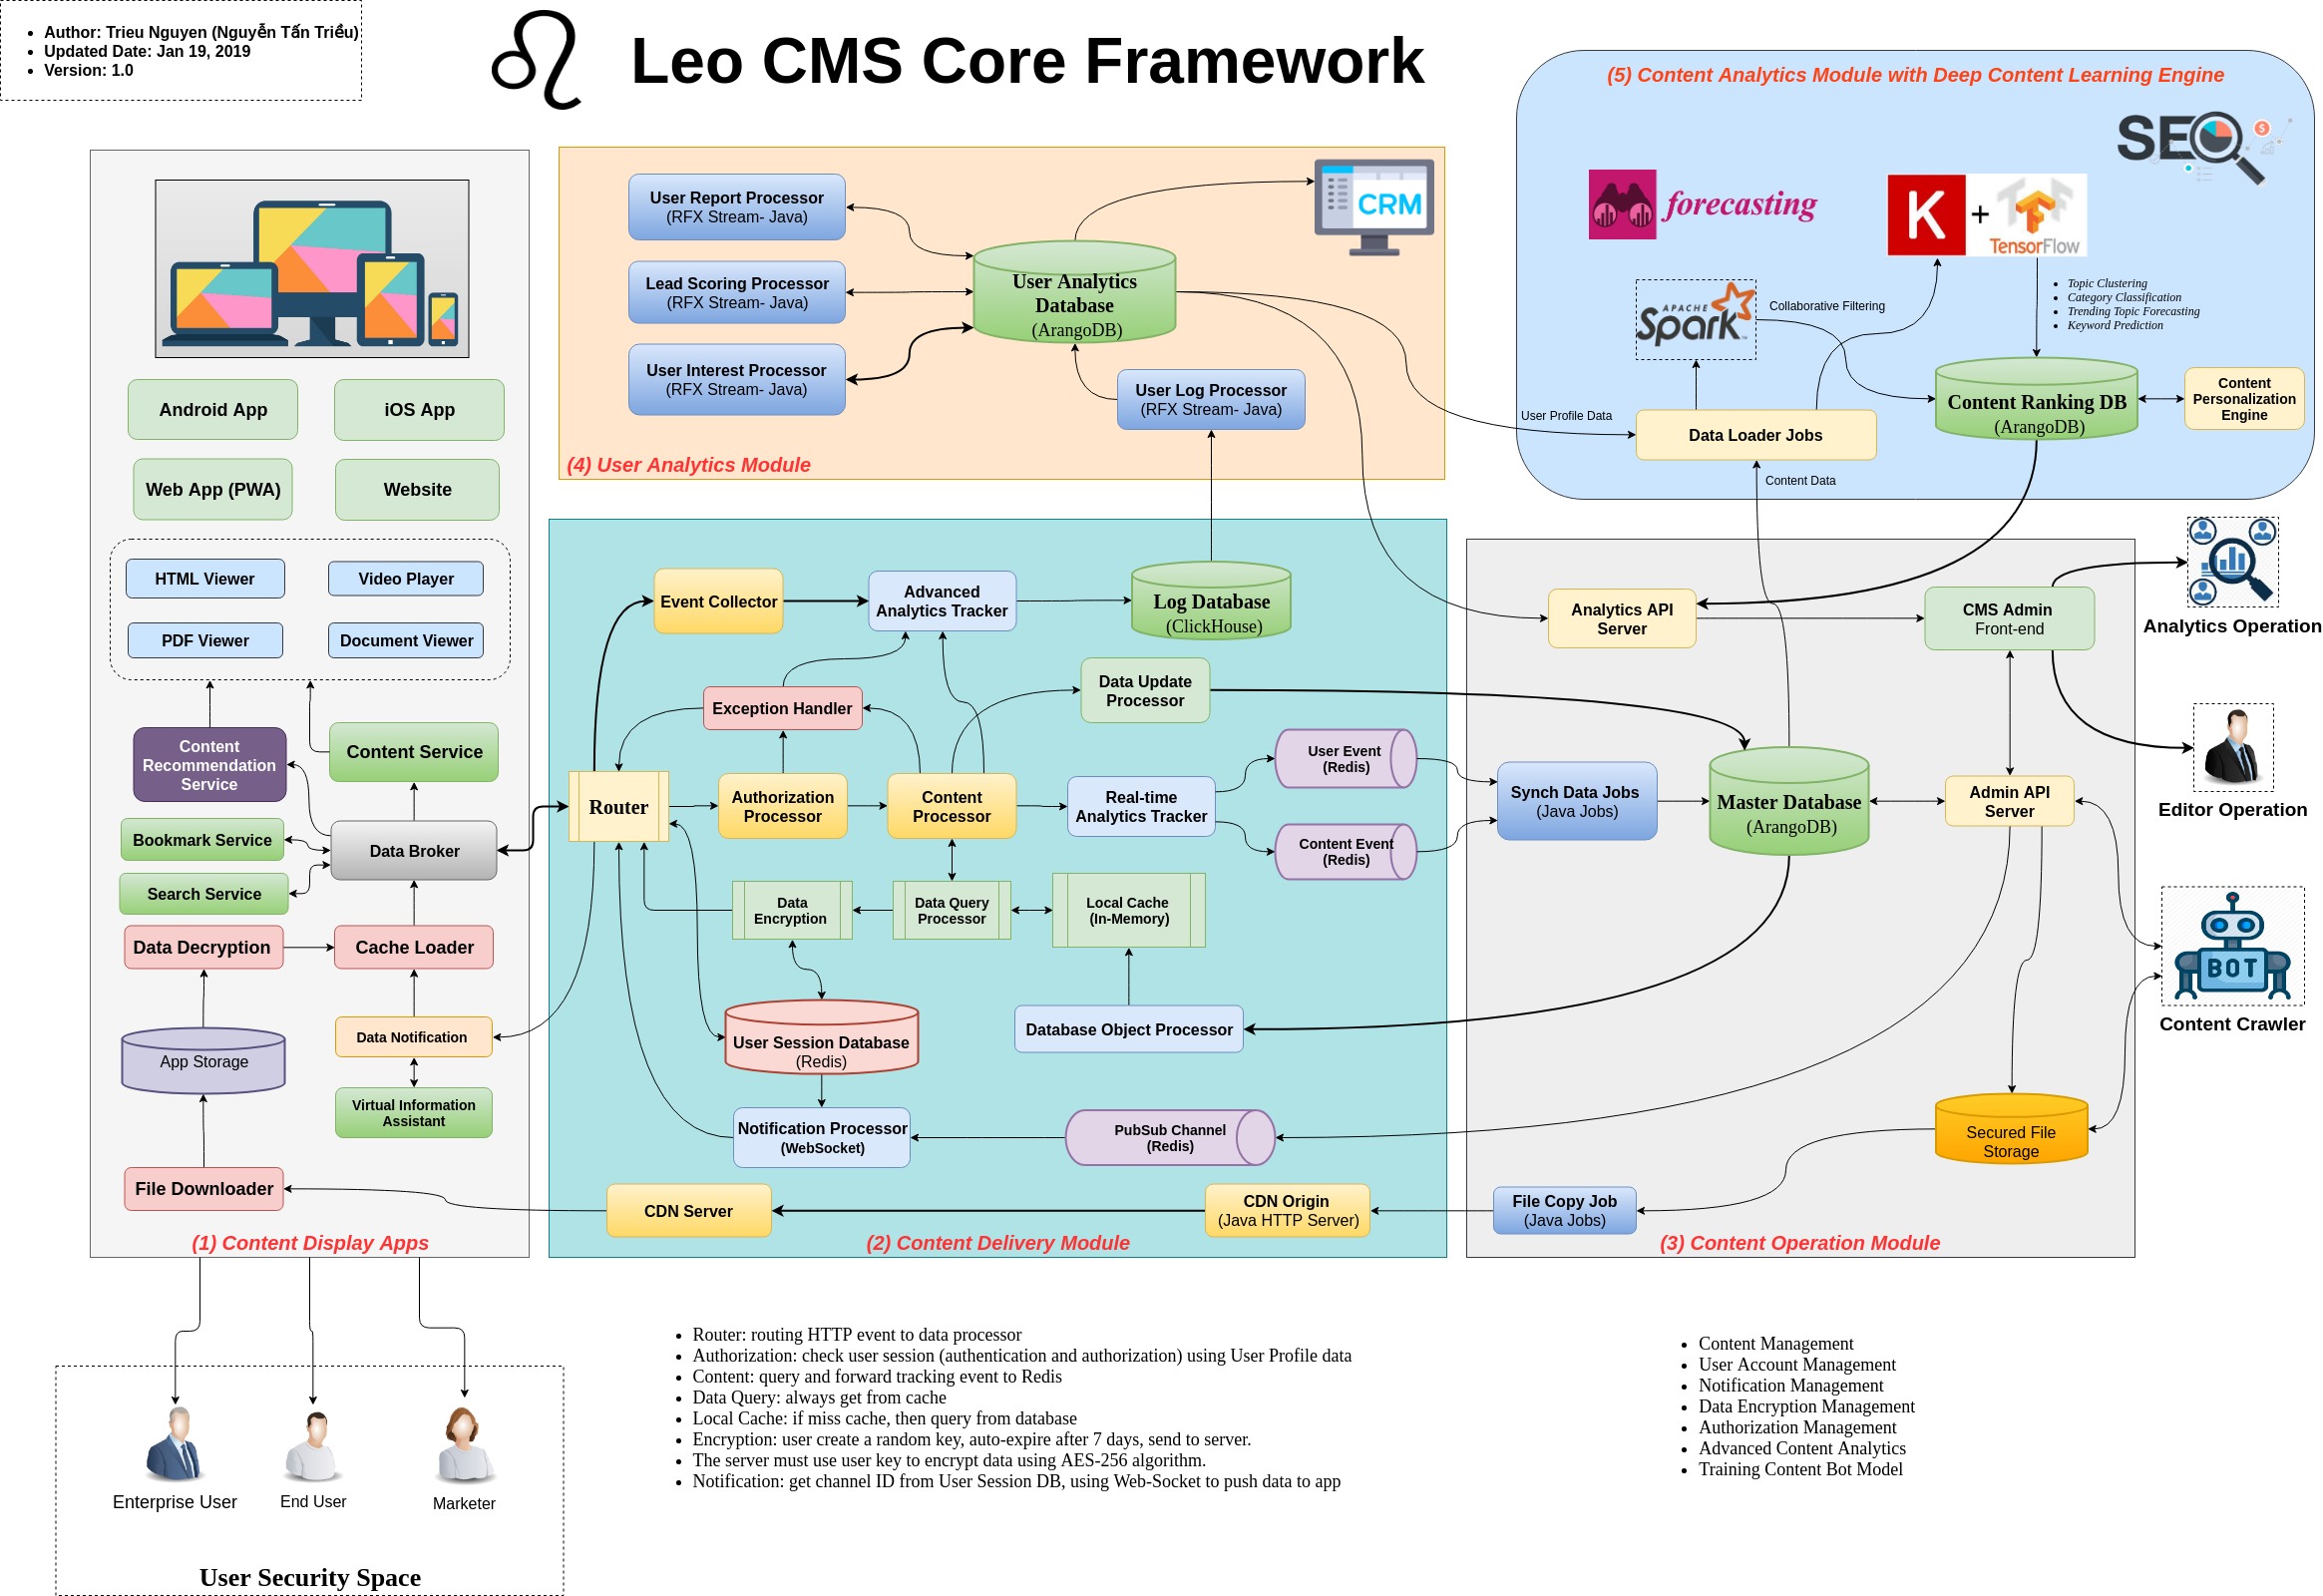 Author: Trieu Nguyen (Nguyễn Tấn Triều)
Updated Date: Jan 19, 2019
Version: 1.0
Leo CMS Core Framework
Android App
iOS App
Web App (PWA)
Website
HTML Viewer
Video Player
PDF Viewer
Document Viewer
Content
Recommendation
Service
Content Service
Bookmark Service
Data Broker
Search Service
Data Decryption
Cache Loader
App Storage
Data Notification
Virtual Information
Assistant
File Downloader
(1) Content Display Apps
User Report Processor
(RFX Stream- Java)
Lead Scoring Processor
(RFX Stream- Java)
User Interest Processor
(RFX Stream- Java)
User Analytics
Database
(ArangoDB)
CRM
User Log Processor
(RFX Stream- Java)
(4) User Analytics Module
(5) Content Analytics Module with Deep Content Learning Engine
SEO
forecasting
K
+
TensorFlow
APACHE
Spark
Collaborative Filtering
Topic Clustering
Category Classification
Trending Topic Forecasting
Keyword Prediction
User Profile Data
Data Loader Jobs
Content Ranking DB
(ArangoDB)
Content
Personalization
Engine
Content Data
Event Collector
Advanced
Analytics Tracker
Log Database
(ClickHouse)
Data Update
Processor
Exception Handler
Router
Authorization
Processor
Content
Processor
Real-time
Analytics Tracker
User Event
(Redis)
Content Event
(Redis)
Data
Encryption
Data Query
Processor
Local Cache
(In-Memory)
User Session Database
(Redis)
Database Object Processor
Notification Processor
(WebSocket)
PubSub Channel
(Redis)
CDN Server
CDN Origin
(Java HTTP Server)
(2) Content Delivery Module
Analytics API
Server
CMS Admin
Front-end
Synch Data Jobs
(Java Jobs)
Master Database
(ArangoDB)
Admin API
Server
Secured File
Storage
File Copy Job
(Java Jobs)
(3) Content Operation Module
Analytics Operation
Editor Operation
BOT
Content Crawler
Enterprise User
End User
Marketer
User Security Space
Router: routing HTTP event to data processor
Authorization: check user session (authentication and authorization) using User Profile data
Content: query and forward tracking event to Redis
Data Query: always get from cache
Local Cache: if miss cache, then query from database
Encryption: user create a random key, auto-expire after 7 days, send to server.
The server must use user key to encrypt data using AES-256 algorithm.
Notification: get channel ID from User Session DB, using Web-Socket to push data to app
Content Management
User Account Management
Notification Management
Data Encryption Management
Authorization Management
Advanced Content Analytics
Training Content Bot Model